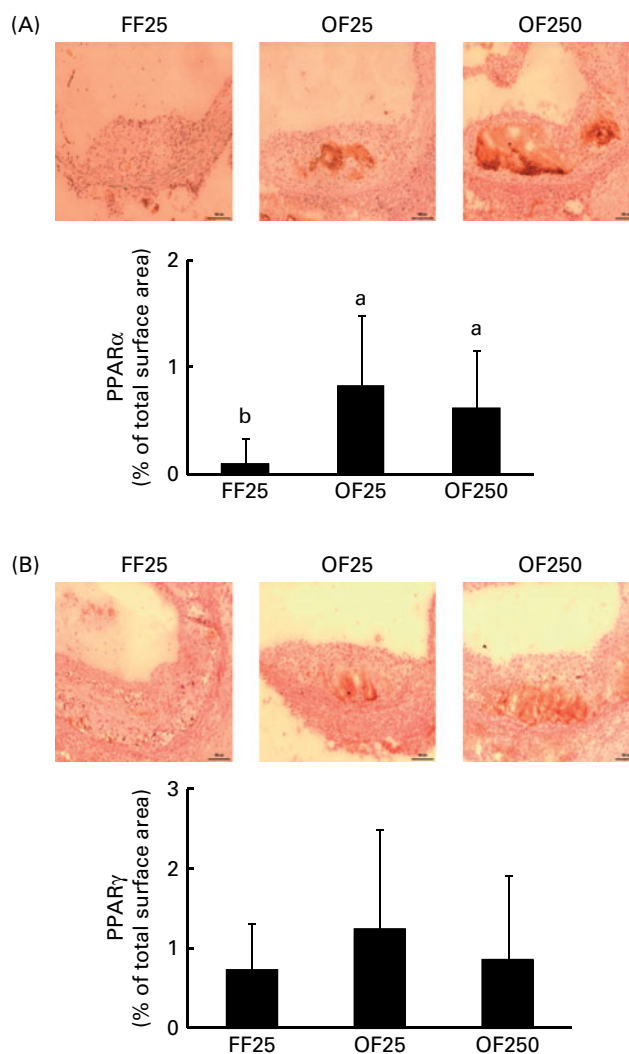 (A) FF25 OF25 OF250
2
1
0
PPARα
(% of total surface area)
b a a
FF25 OF25 OF250
(B) FF25 OF25 OF250
3
2
1
0
PPARγ
(% of total surface area)
FF25 OF25 OF250